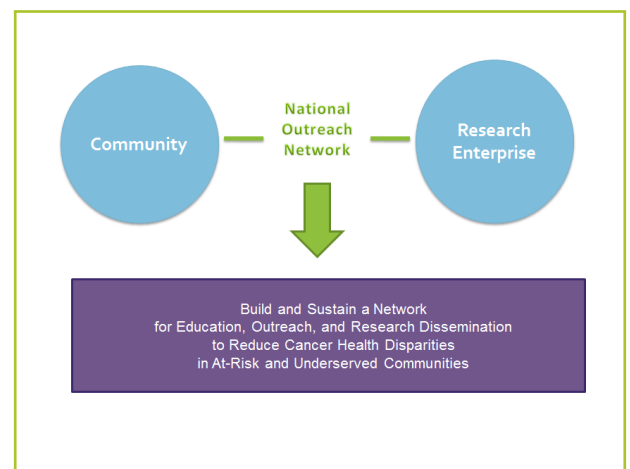 Community
National
Outreach
Network
Research
Enterprise
Build and Sustain a Network
for Education, Outreach, and Research Dissemination
to Reduce Cancer Health Disparities
in At-Risk and Underserved Communities